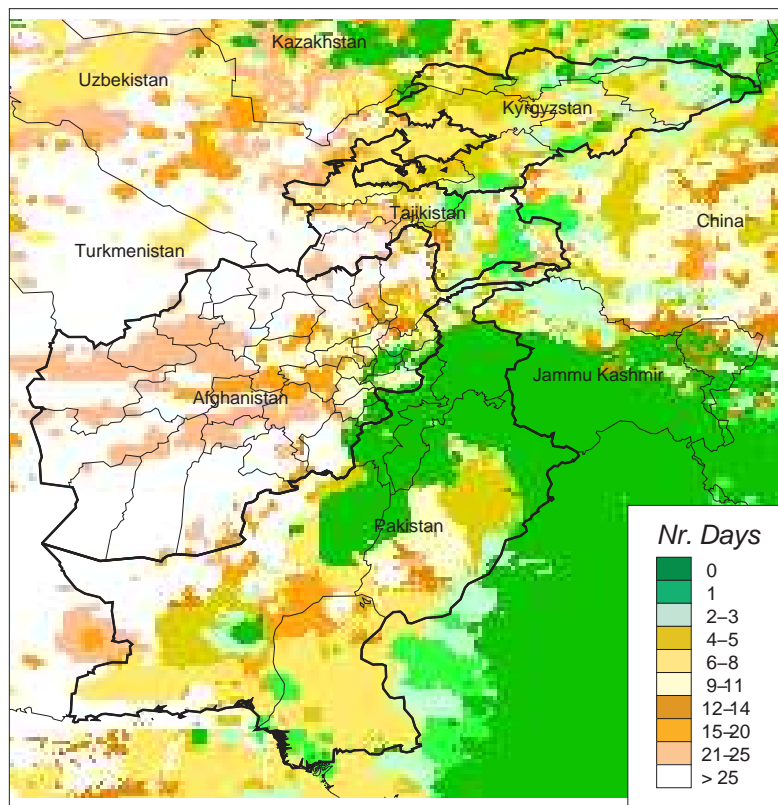 Kazakhstan
Uzbekistan
Kyrgyzstan
Tajikistan
China
Turkmenistan
Jammu Kashmir
Afghanistan
Pakistan
Nr. Days
0
1
2–3
4–5
6–8
9–11
12–14
15–20
21–25
> 25